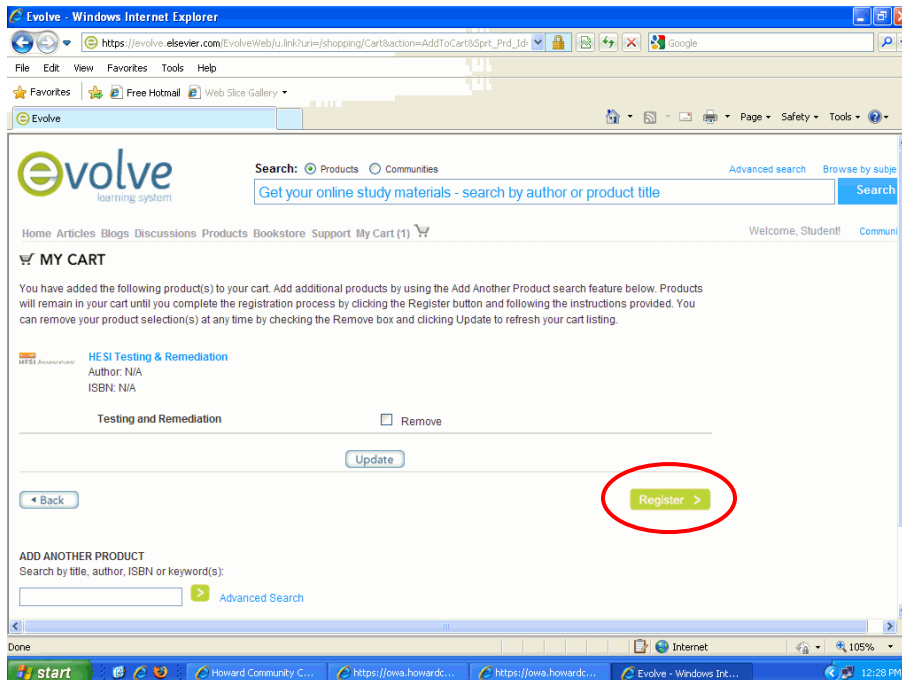 Evolve - Windows Internet Explorer
https://evolve.elsevier.com/EvolveWeb/u.link?uri=/shopping/Cart&action=AddToCart&5prt_Prd_Id
Google
File Edit View Favorites Tools Help
Favorites Free Hotmail Web Slice Gallery
Evolve Page Safety Tools
evolve
learning system
Search: Products Communities
Advanced search Browse by subje
Get your online study materials - search by author or product title
Search
Home Articles Blogs Discussions Products Bookstore Support My Cart (1)
Welcome, Student! Communi
MY CART
You have added the following product(s) to your cart. Add additional products by using the Add Another Product search feature below. Products
will remain in your cart until you complete the registration process by clicking the Register button and following the instructions provided. You
can remove your product selection(s) at any time by checking the Remove box and clicking Update to refresh your cart listing.
HESI Testing & Remediation
Author: N/A
ISBN: N/A
Testing and Remediation Remove
Update
Back Register >
ADD ANOTHER PRODUCT
Search by title, author, ISBN or keyword(s):
> Advanced Search
Done Internet 105%
start Howard Community C... https://owa.howardc... https://owa.howardc... Evolve - Windows Int... 12:28 PM